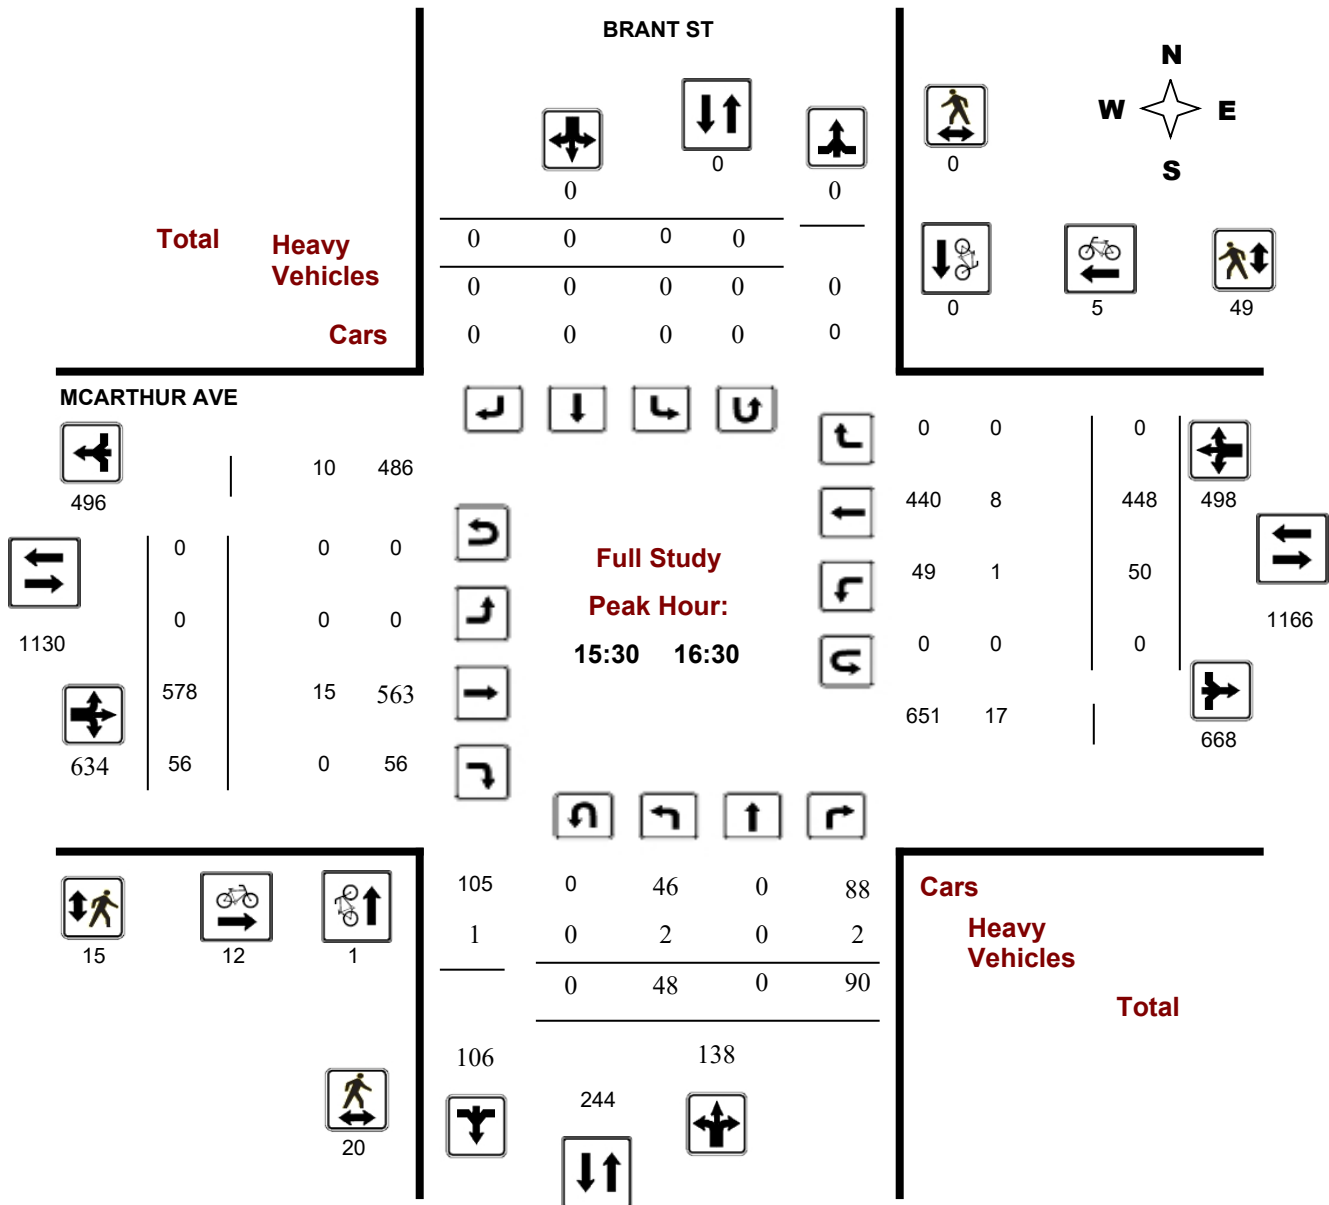 BRANT ST
N
W E
S
0
0
0 0
Total Heavy
Vehicles
0 0 0 0
0 0 0 0 0
Cars 0 0 0 0 0
0 5 49
MCARTHUR AVE
10 486
496
0 0 0
0 0 0
1130
578 15 563
634 56 0 56
Full Study
Peak Hour:
15:30 16:30
0 0 0
440 8 448 498
49 1 50
1166
0 0 0
651 17
668
105 0 46 0 88
1 0 2 0 2
0 48 0 90
106 138
244
15 12 1
20
Cars
Heavy
Vehicles
Total